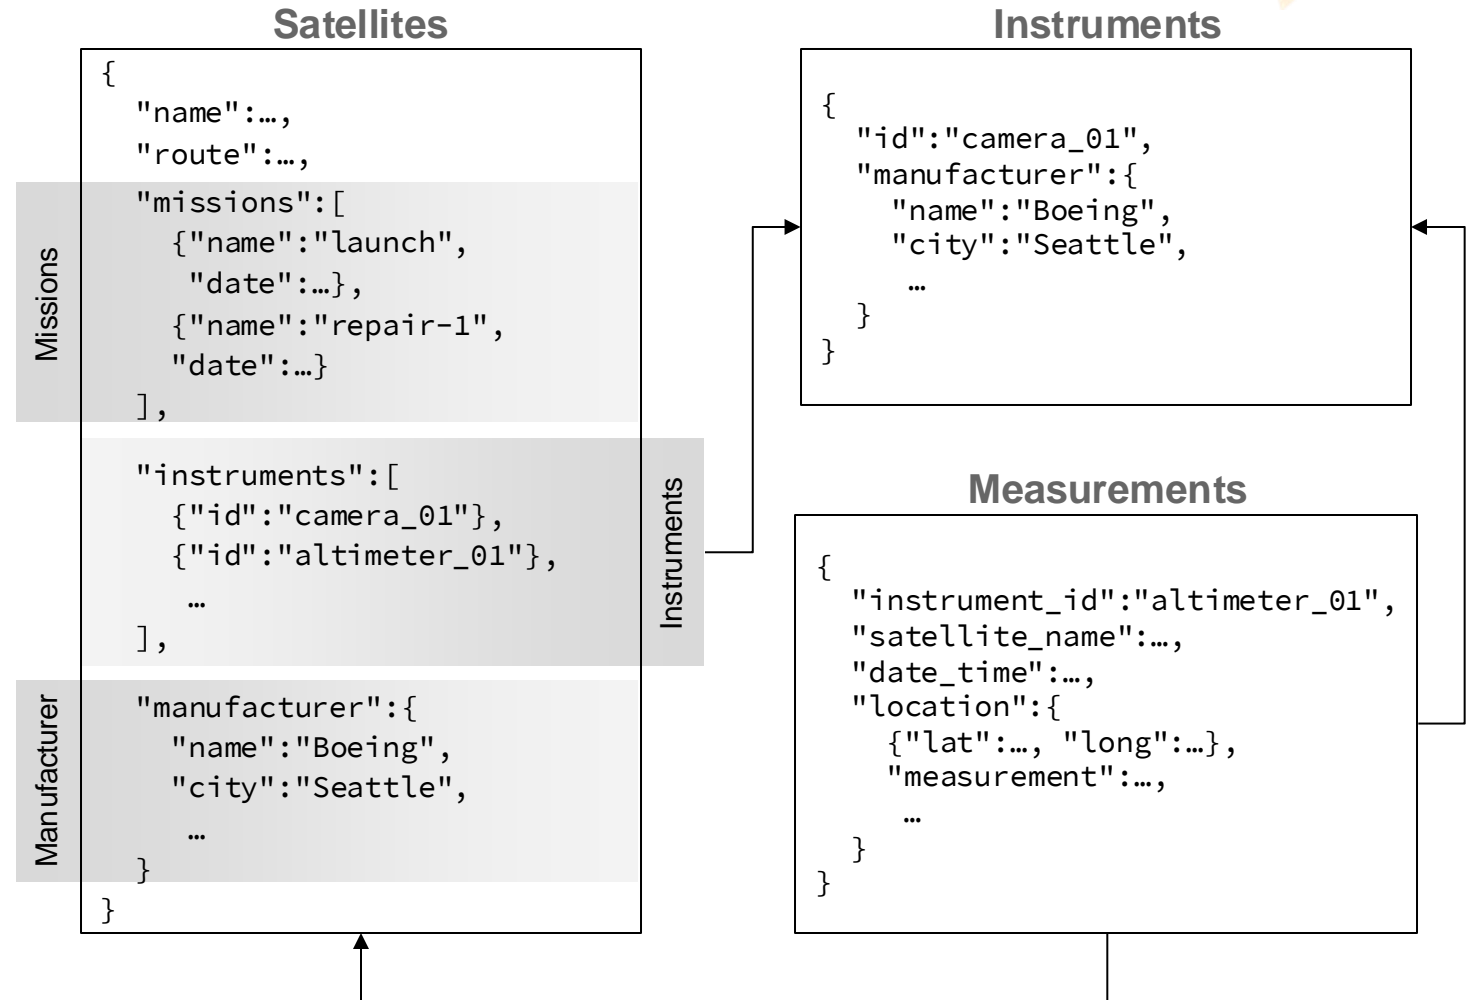 Satellites
{
"name":…,
"route":…,
Missions
"missions":[
{"name":"launch",
"date":…},
{"name":"repair-1",
"date":…}
],
"instruments":[
{"id":"camera_01"},
{"id":"altimeter_01"},
…
],
Instruments
Manufacturer
"manufacturer":{
"name":"Boeing",
"city":"Seattle",
…
}
}
Instruments
{
"id":"camera_01",
"manufacturer":{
"name":"Boeing",
"city":"Seattle",
…
}
}
Measurements
{
"instrument_id":"altimeter_01",
"satellite_name":…,
"date_time":…,
"location":{
{"lat":…, "long":…},
"measurement":…,
…
}
}